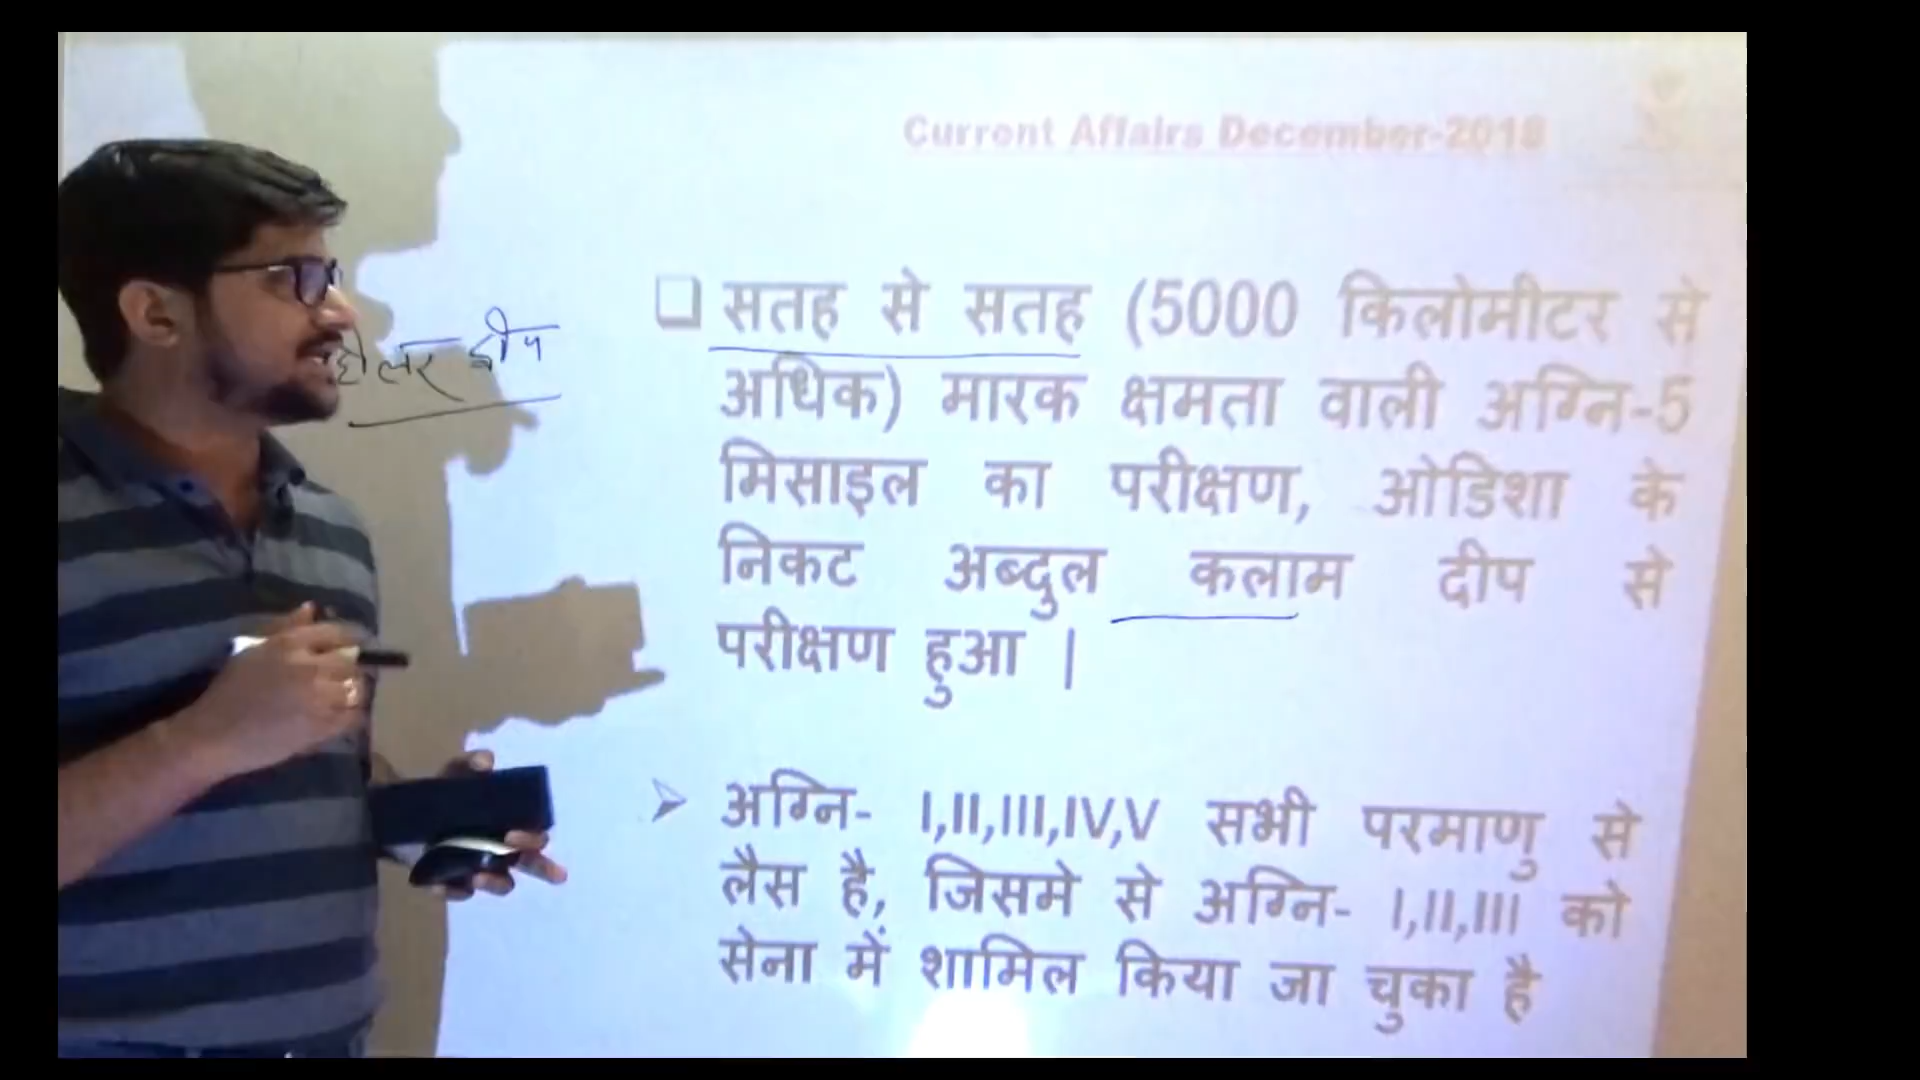 Current Affairs December-2018
सतह से सतह (5000 किलोमीटर से
अधिक) मारक क्षमता वाली अग्नि-5
मिसाइल का परीक्षण, ओडिशा के
निकट अब्दुल कलाम दीप से
परीक्षण हुआ |
अग्नि- I,II,III,IV,V सभी परमाणु से
लैस है, जिसमे से अग्नि- I,II,III को
सेना में शामिल किया जा चुका है